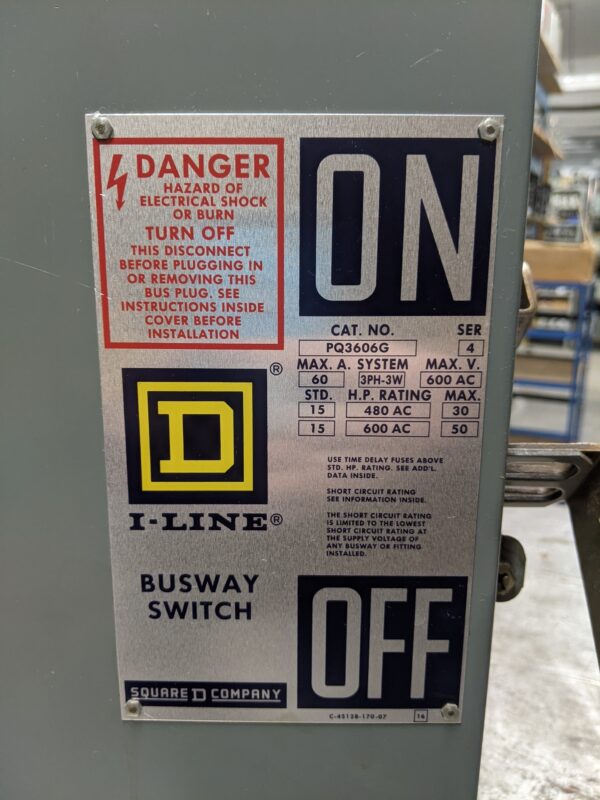 DANGER
HAZARD OF
ELECTRICAL SHOCK
OR BURN
TURN OFF
THIS DISCONNECT
BEFORE PLUGGING IN
OR REMOVING THIS
BUS PLUG. SEE
INSTRUCTIONS INSIDE
COVER BEFORE
INSTALLATION
ON
CAT. NO. SER
PQ3606G 4
MAX. A. SYSTEM MAX. V.
60 3PH-3W 600 AC
STD. H.P. RATING MAX.
15 480 AC 30
15 600 AC 50
USE TIME DELAY FUSES ABOVE
STD. HP. RATING. SEE ADD'L.
DATA INSIDE.
SHORT CIRCUIT RATING
SEE INFORMATION INSIDE.
THE SHORT CIRCUIT RATING
IS LIMITED TO THE LOWEST
SHORT CIRCUIT RATING AT
THE SUPPLY VOLTAGE OF
ANY BUSWAY OR FITTING
INSTALLED.
D ®
I-LINE®
BUSWAY
SWITCH
SQUARE D COMPANY
OFF
C-45138-170-07 16